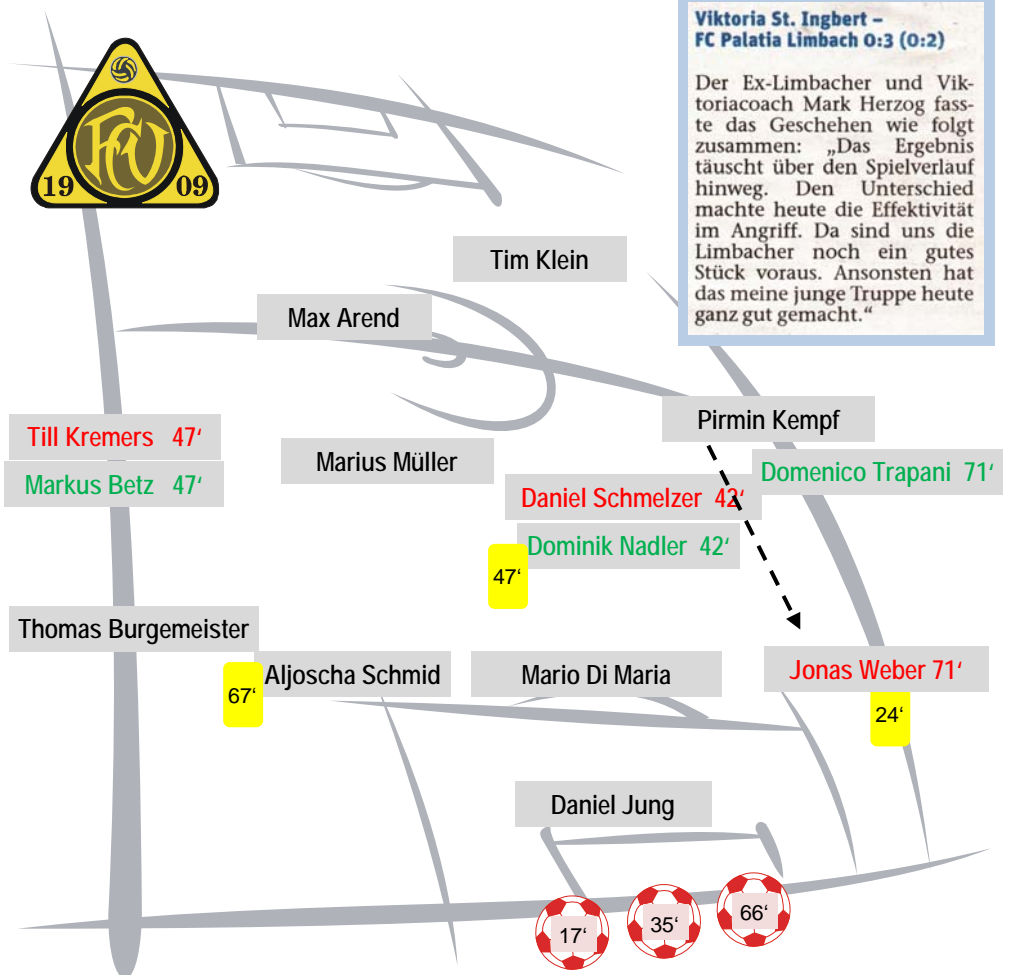 Viktoria St. Ingbert –
FC Palatia Limbach 0:3 (0:2)
Der Ex-Limbacher und Vik-
toriacoach Mark Herzog fass-
te das Geschehen wie folgt
zusammen: „Das Ergebnis
täuscht über den Spielverlauf
hinweg. Den Unterschied
machte heute die Effektivität
im Angriff. Da sind uns die
Limbacher noch ein gutes
Stück voraus. Ansonsten hat
das meine junge Truppe heute
ganz gut gemacht.“
FCV
19 09
Tim Klein
Max Arend
Pirmin Kempf
Till Kremers 47‘
Markus Betz 47‘
Marius Müller
Domenico Trapani 71‘
Daniel Schmelzer 42‘
Dominik Nadler 42‘
47‘
Thomas Burgemeister
Aljoscha Schmid
67‘
Mario Di Maria
Jonas Weber 71‘
24‘
Daniel Jung
17‘
35‘
66‘